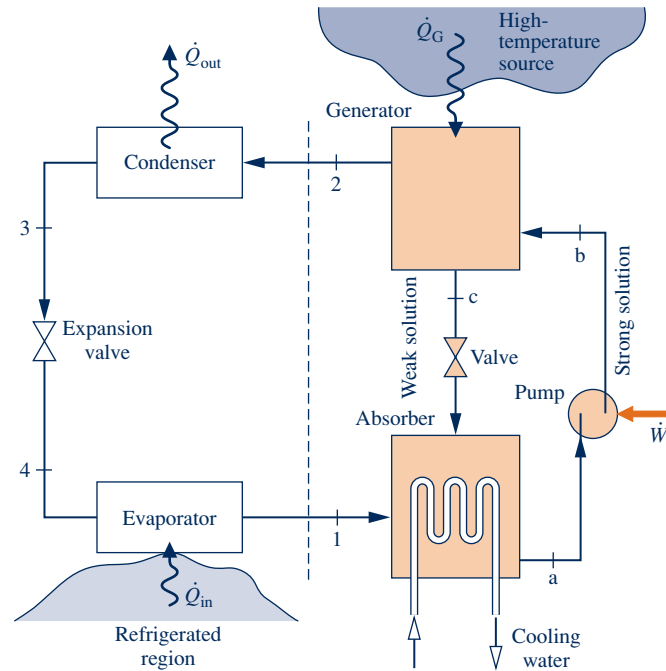 Q̇G
High-
temperature
source
Q̇out
Generator
Condenser
2
3
b
c
Weak solution
Strong solution
Expansion
valve
Valve
Pump
Ẇ
Absorber
4
Evaporator
1
a
Q̇in
Refrigerated
region
Cooling
water